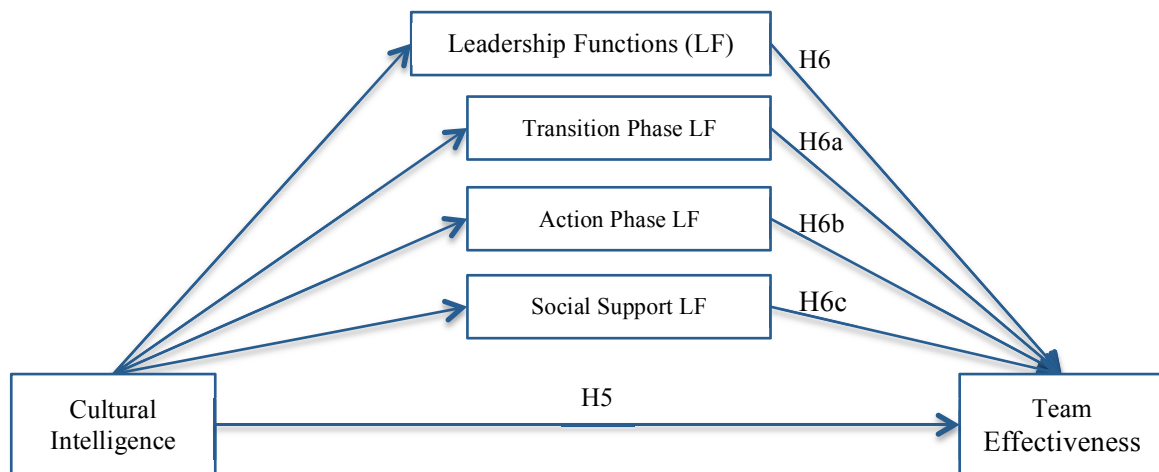 Leadership Functions (LF)
H6
Transition Phase LF
H6a
Action Phase LF
H6b
Social Support LF
H6c
H5
Cultural
Intelligence
Team
Effectiveness